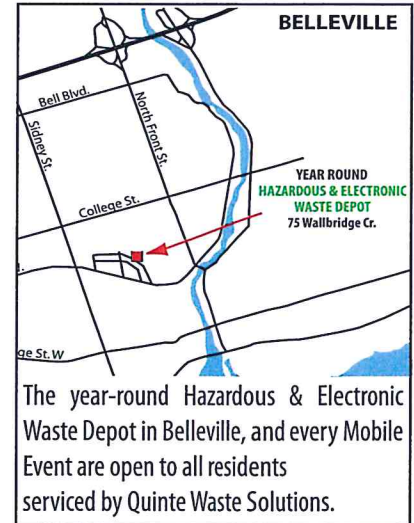 BELLEVILLE
Bell Blvd.
Sidney St.
North Front St.
College St.
YEAR ROUND
HAZARDOUS & ELECTRONIC
WASTE DEPOT
75 Wallbridge Cr.
ge St. W
The year-round Hazardous & Electronic
Waste Depot in Belleville, and every Mobile
Event are open to all residents
serviced by Quinte Waste Solutions.